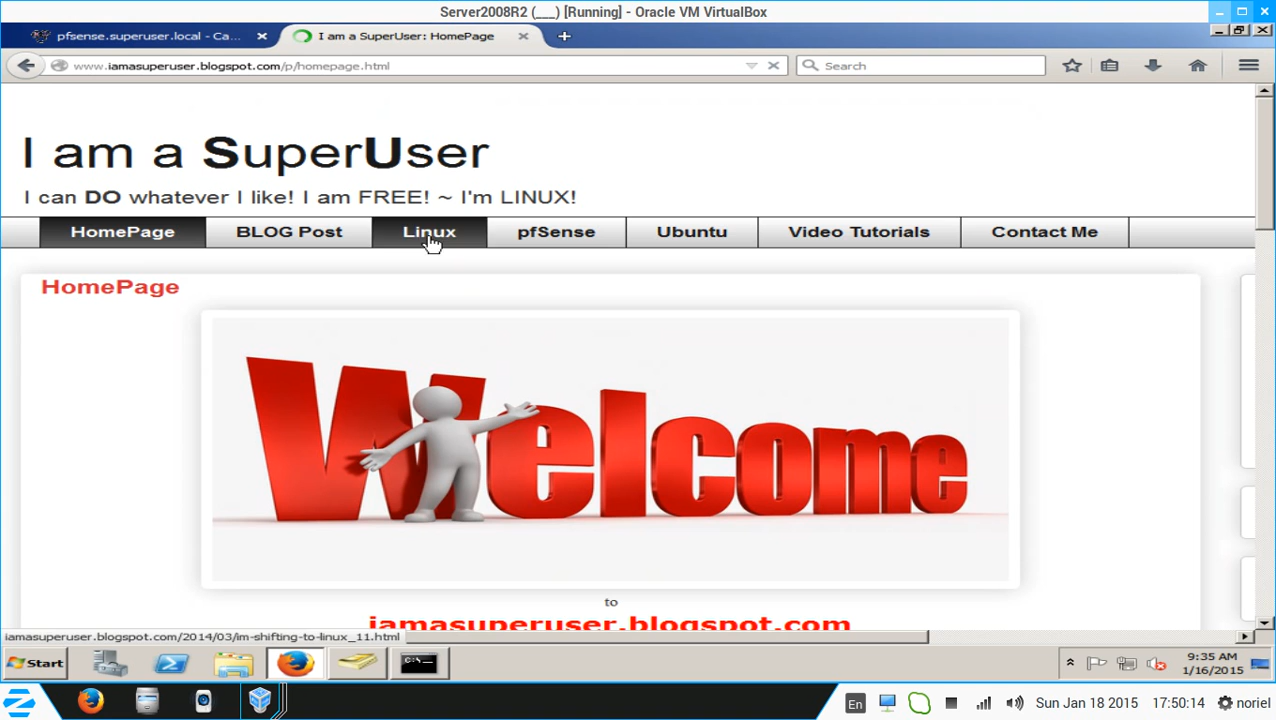 Server2008R2 (___) [Running] - Oracle VM VirtualBox
pfsense.superuser.local - Ca...
I am a SuperUser: HomePage
www.iamasuperuser.blogspot.com/p/homepage.html
Search
I am a SuperUser
I can DO whatever I like! I am FREE! ~ I'm LINUX!
HomePage BLOG Post Linux pfSense Ubuntu Video Tutorials Contact Me
HomePage
Welcome
to
iamasuperuser.blogspot.com
iamasuperuser.blogspot.com/2014/03/im-shifting-to-linux_11.html
Start
C:\
9:35 AM
1/16/2015
En
Sun Jan 18 2015 17:50:14
noriel